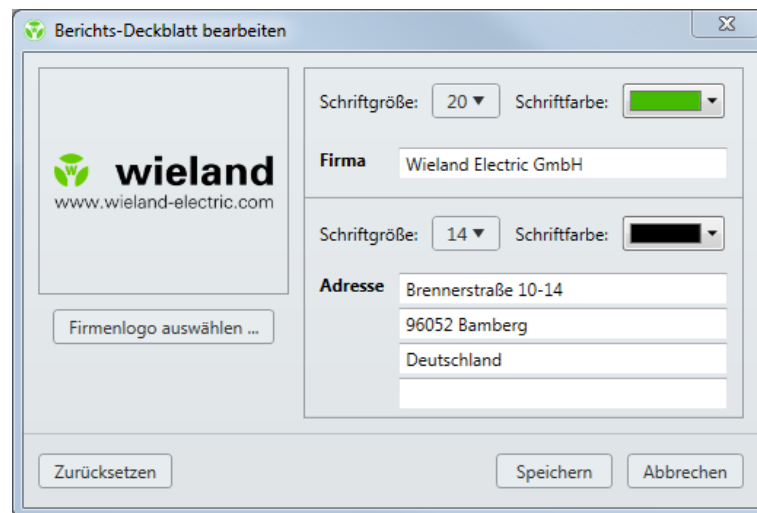 Berichts-Deckblatt bearbeiten
wieland
www.wieland-electric.com
Firmenlogo auswählen ...
Schriftgröße: 20 Schriftfarbe:
Firma Wieland Electric GmbH
Schriftgröße: 14 Schriftfarbe:
Adresse Brennerstraße 10-14
96052 Bamberg
Deutschland
Zurücksetzen Speichern Abbrechen